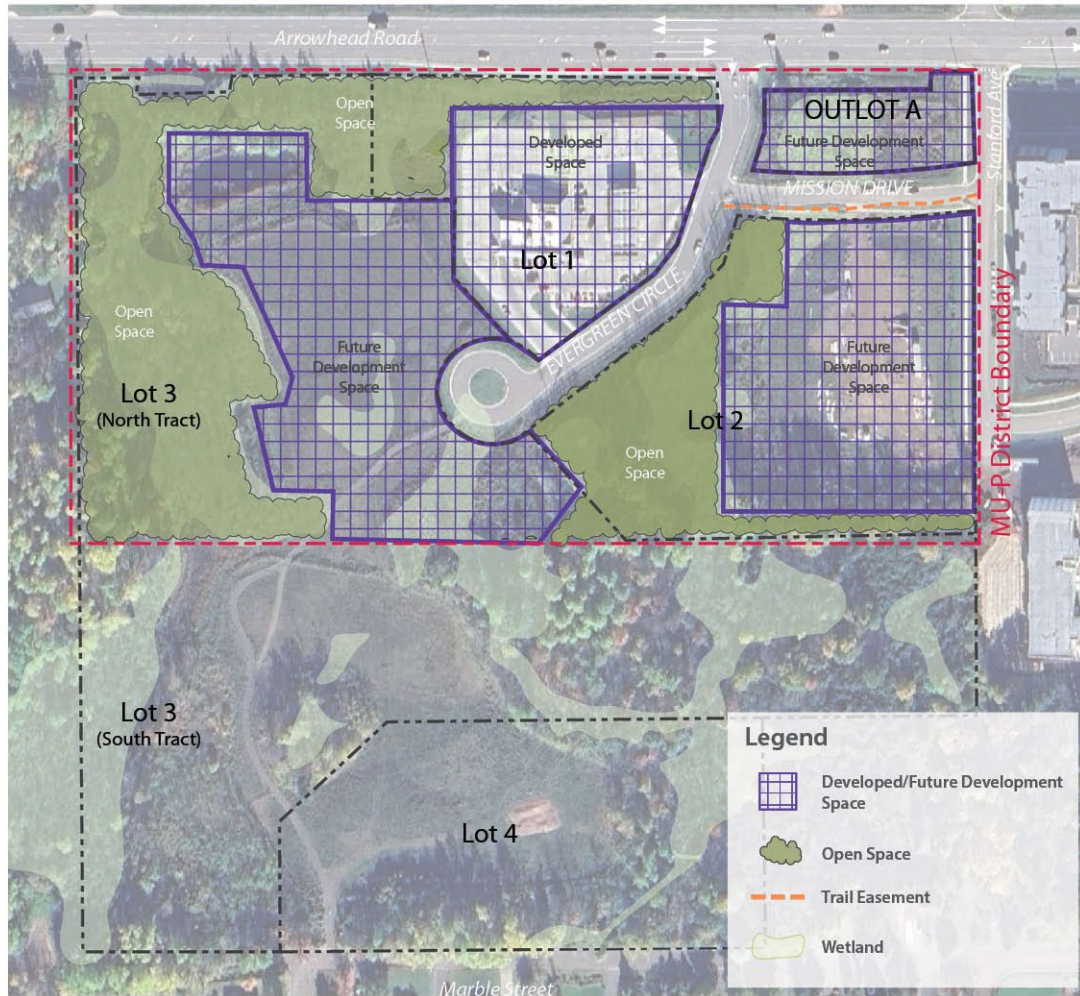 Arrowhead Road
Open
Space
Developed
Space
OUTLOT A
Future Development
Space
Stanford Ave
MISSION DRIVE
Lot 1
EVERGREEN CIRCLE
MU-P District Boundary
Open
Space
Lot 3
(North Tract)
Future
Development
Space
Future
Development
Space
Lot 2
Open
Space
Lot 3
(South Tract)
Lot 4
Legend
Developed/Future Development
Space
Open Space
Trail Easement
Wetland
Marble Street